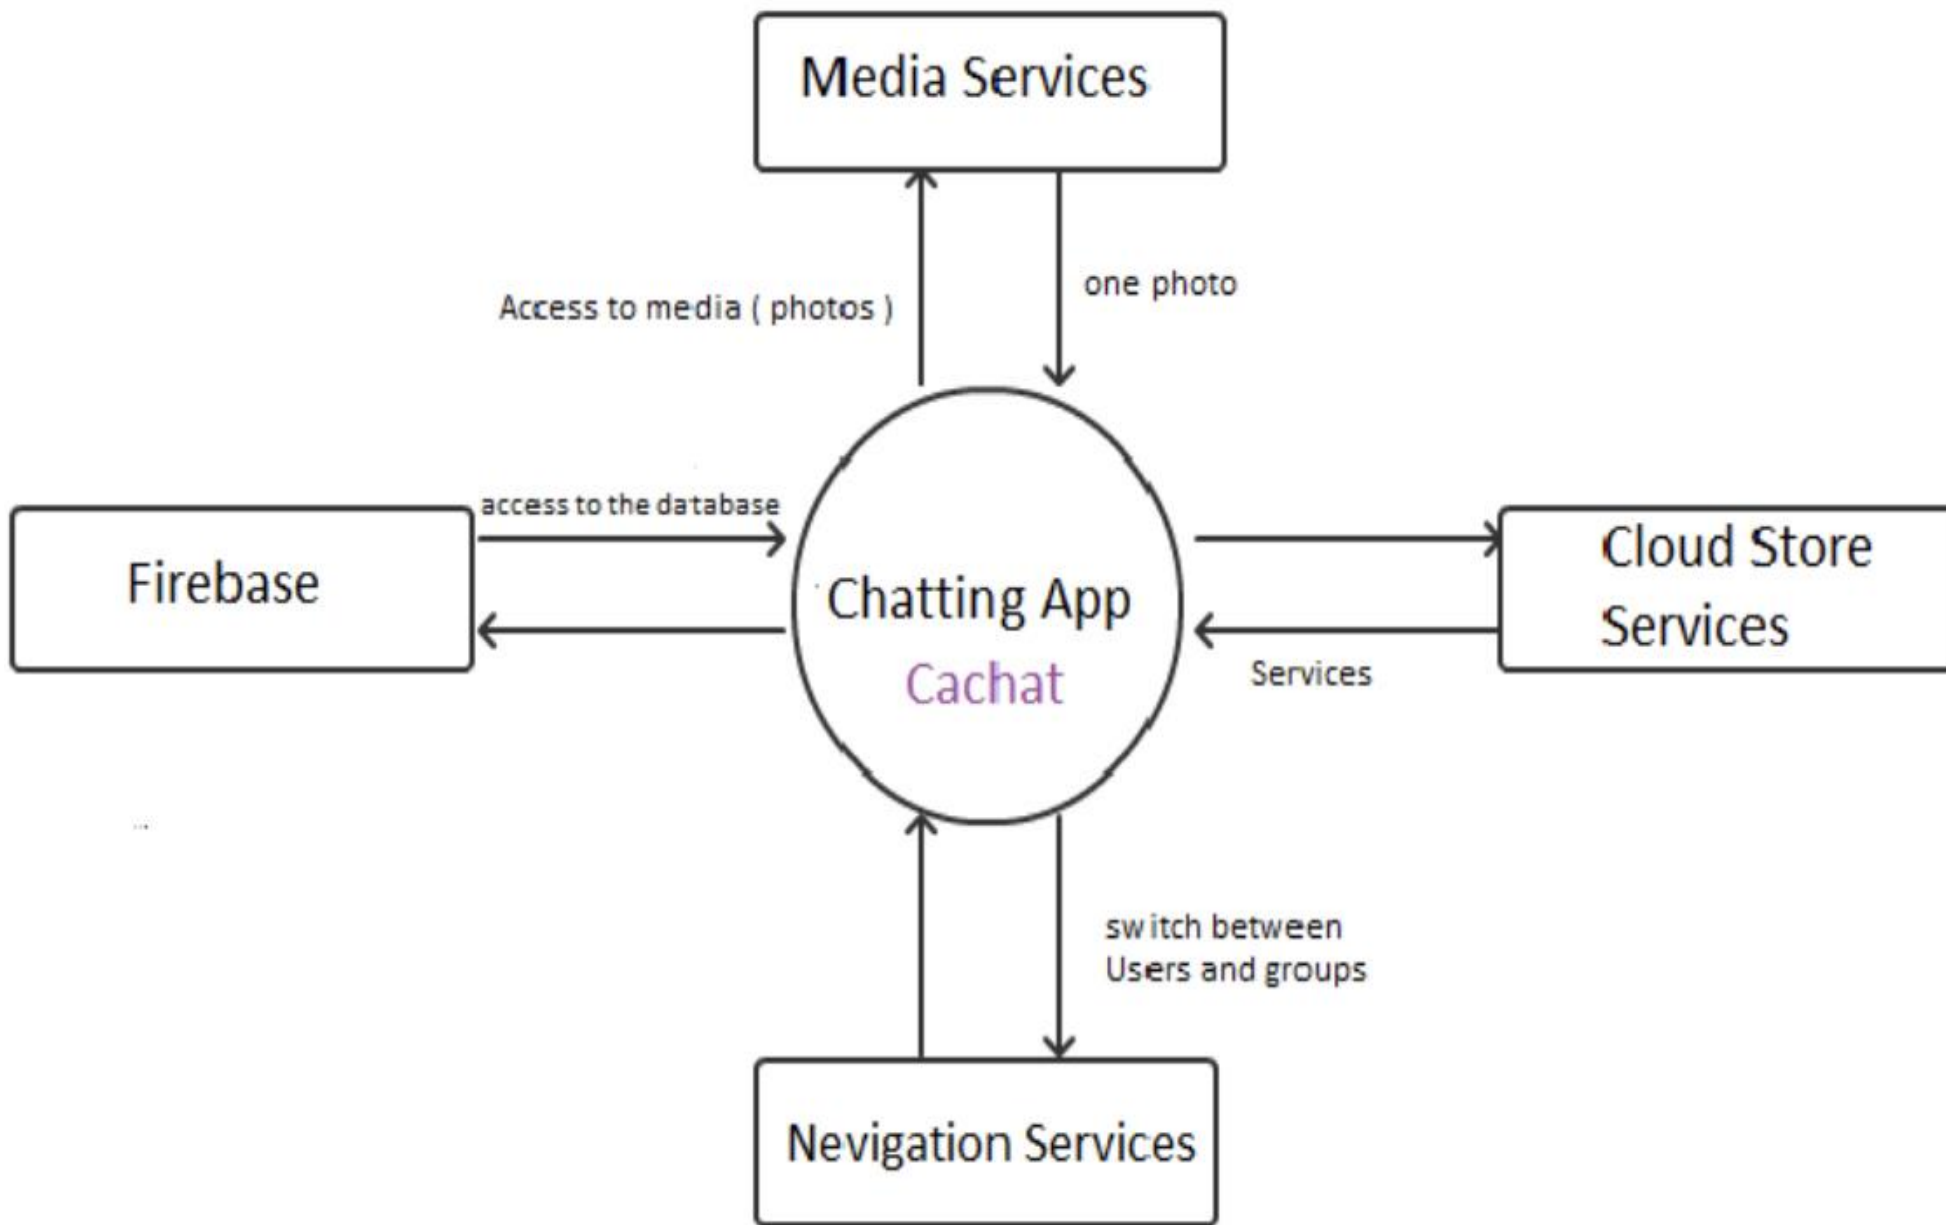 Media Services
one photo
Access to media ( photos )
access to the database
Firebase
Chatting App
Cachat
Cloud Store
Services
Services
switch between
Users and groups
Nevigation Services